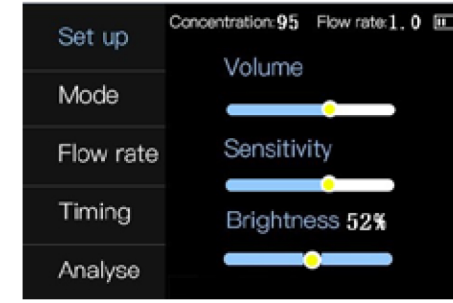 Concentration:95 Flow rate:1.0
Set up
Mode
Flow rate
Timing
Analyse
Volume
Sensitivity
Brightness 52%